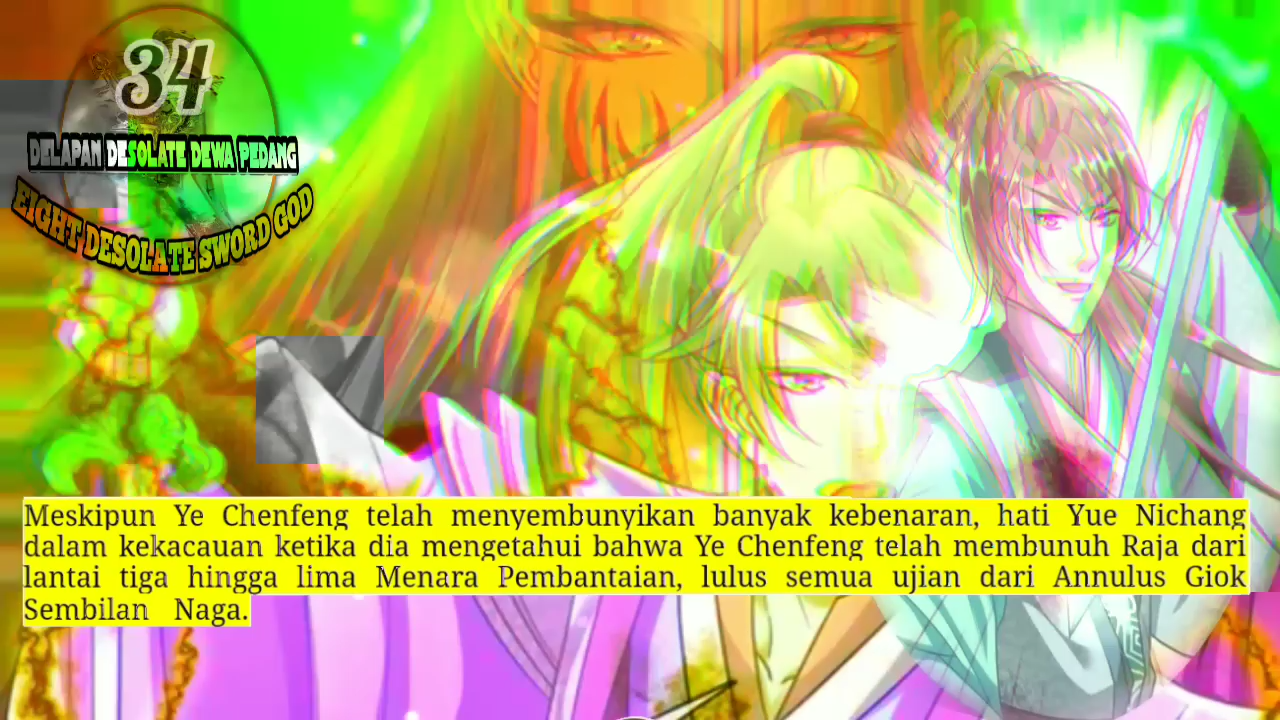 34
DELAPAN DESOLATE DEWA PEDANG
EIGHT DESOLATE SWORD GOD
Meskipun Ye Chenfeng telah menyembunyikan banyak kebenaran, hati Yue Nichang
dalam kekacauan ketika dia mengetahui bahwa Ye Chenfeng telah membunuh Raja dari
lantai tiga hingga lima Menara Pembantaian, lulus semua ujian dari Annulus Giok
Sembilan Naga.